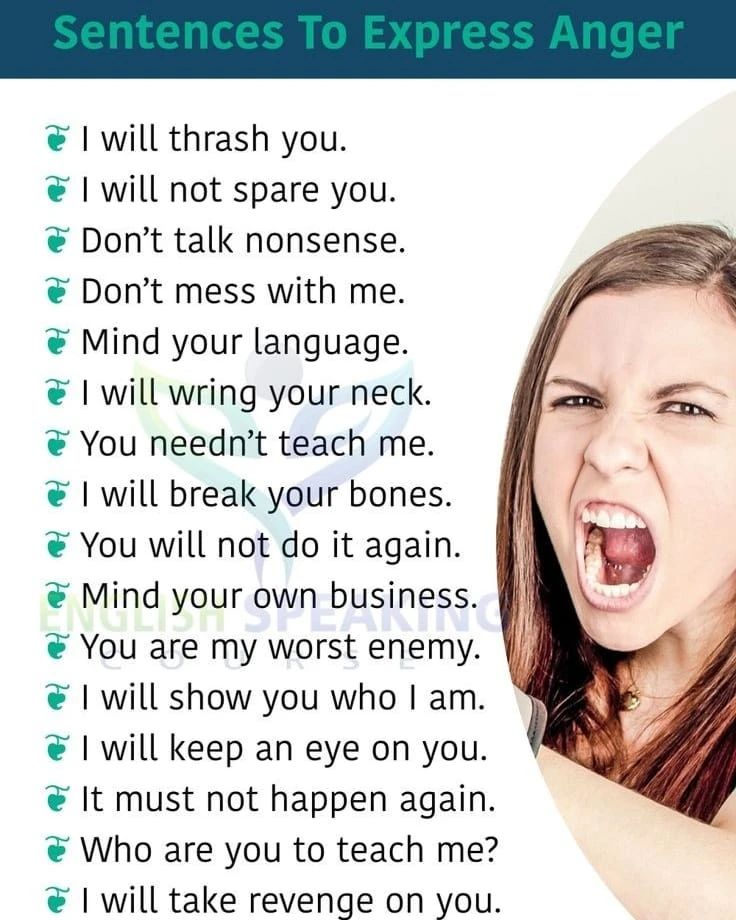 Sentences To Express Anger
I will thrash you.
I will not spare you.
Don't talk nonsense.
Don't mess with me.
Mind your language.
I will wring your neck.
You needn't teach me.
I will break your bones.
You will not do it again.
Mind your own business.
ENGLISH SPEAKING
You are my worst enemy.
COURSE
I will show you who I am.
I will keep an eye on you.
It must not happen again.
Who are you to teach me?
I will take revenge on you.